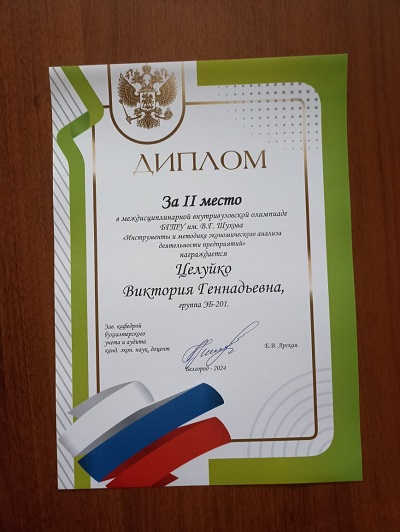 ДИПЛОМ
За II место
в междисциплинарной внутривузовской олимпиаде
БГТУ им. В.Г. Шухова
«Инструменты и методика экономического анализа
деятельности предприятий»
награждается
Целуйко
Виктория Геннадьевна,
группа ЭБ-201.
Зав. кафедрой
бухгалтерского
учета и аудита
канд. экон. наук, доцент
Е.В. Арская
Белгород - 2024